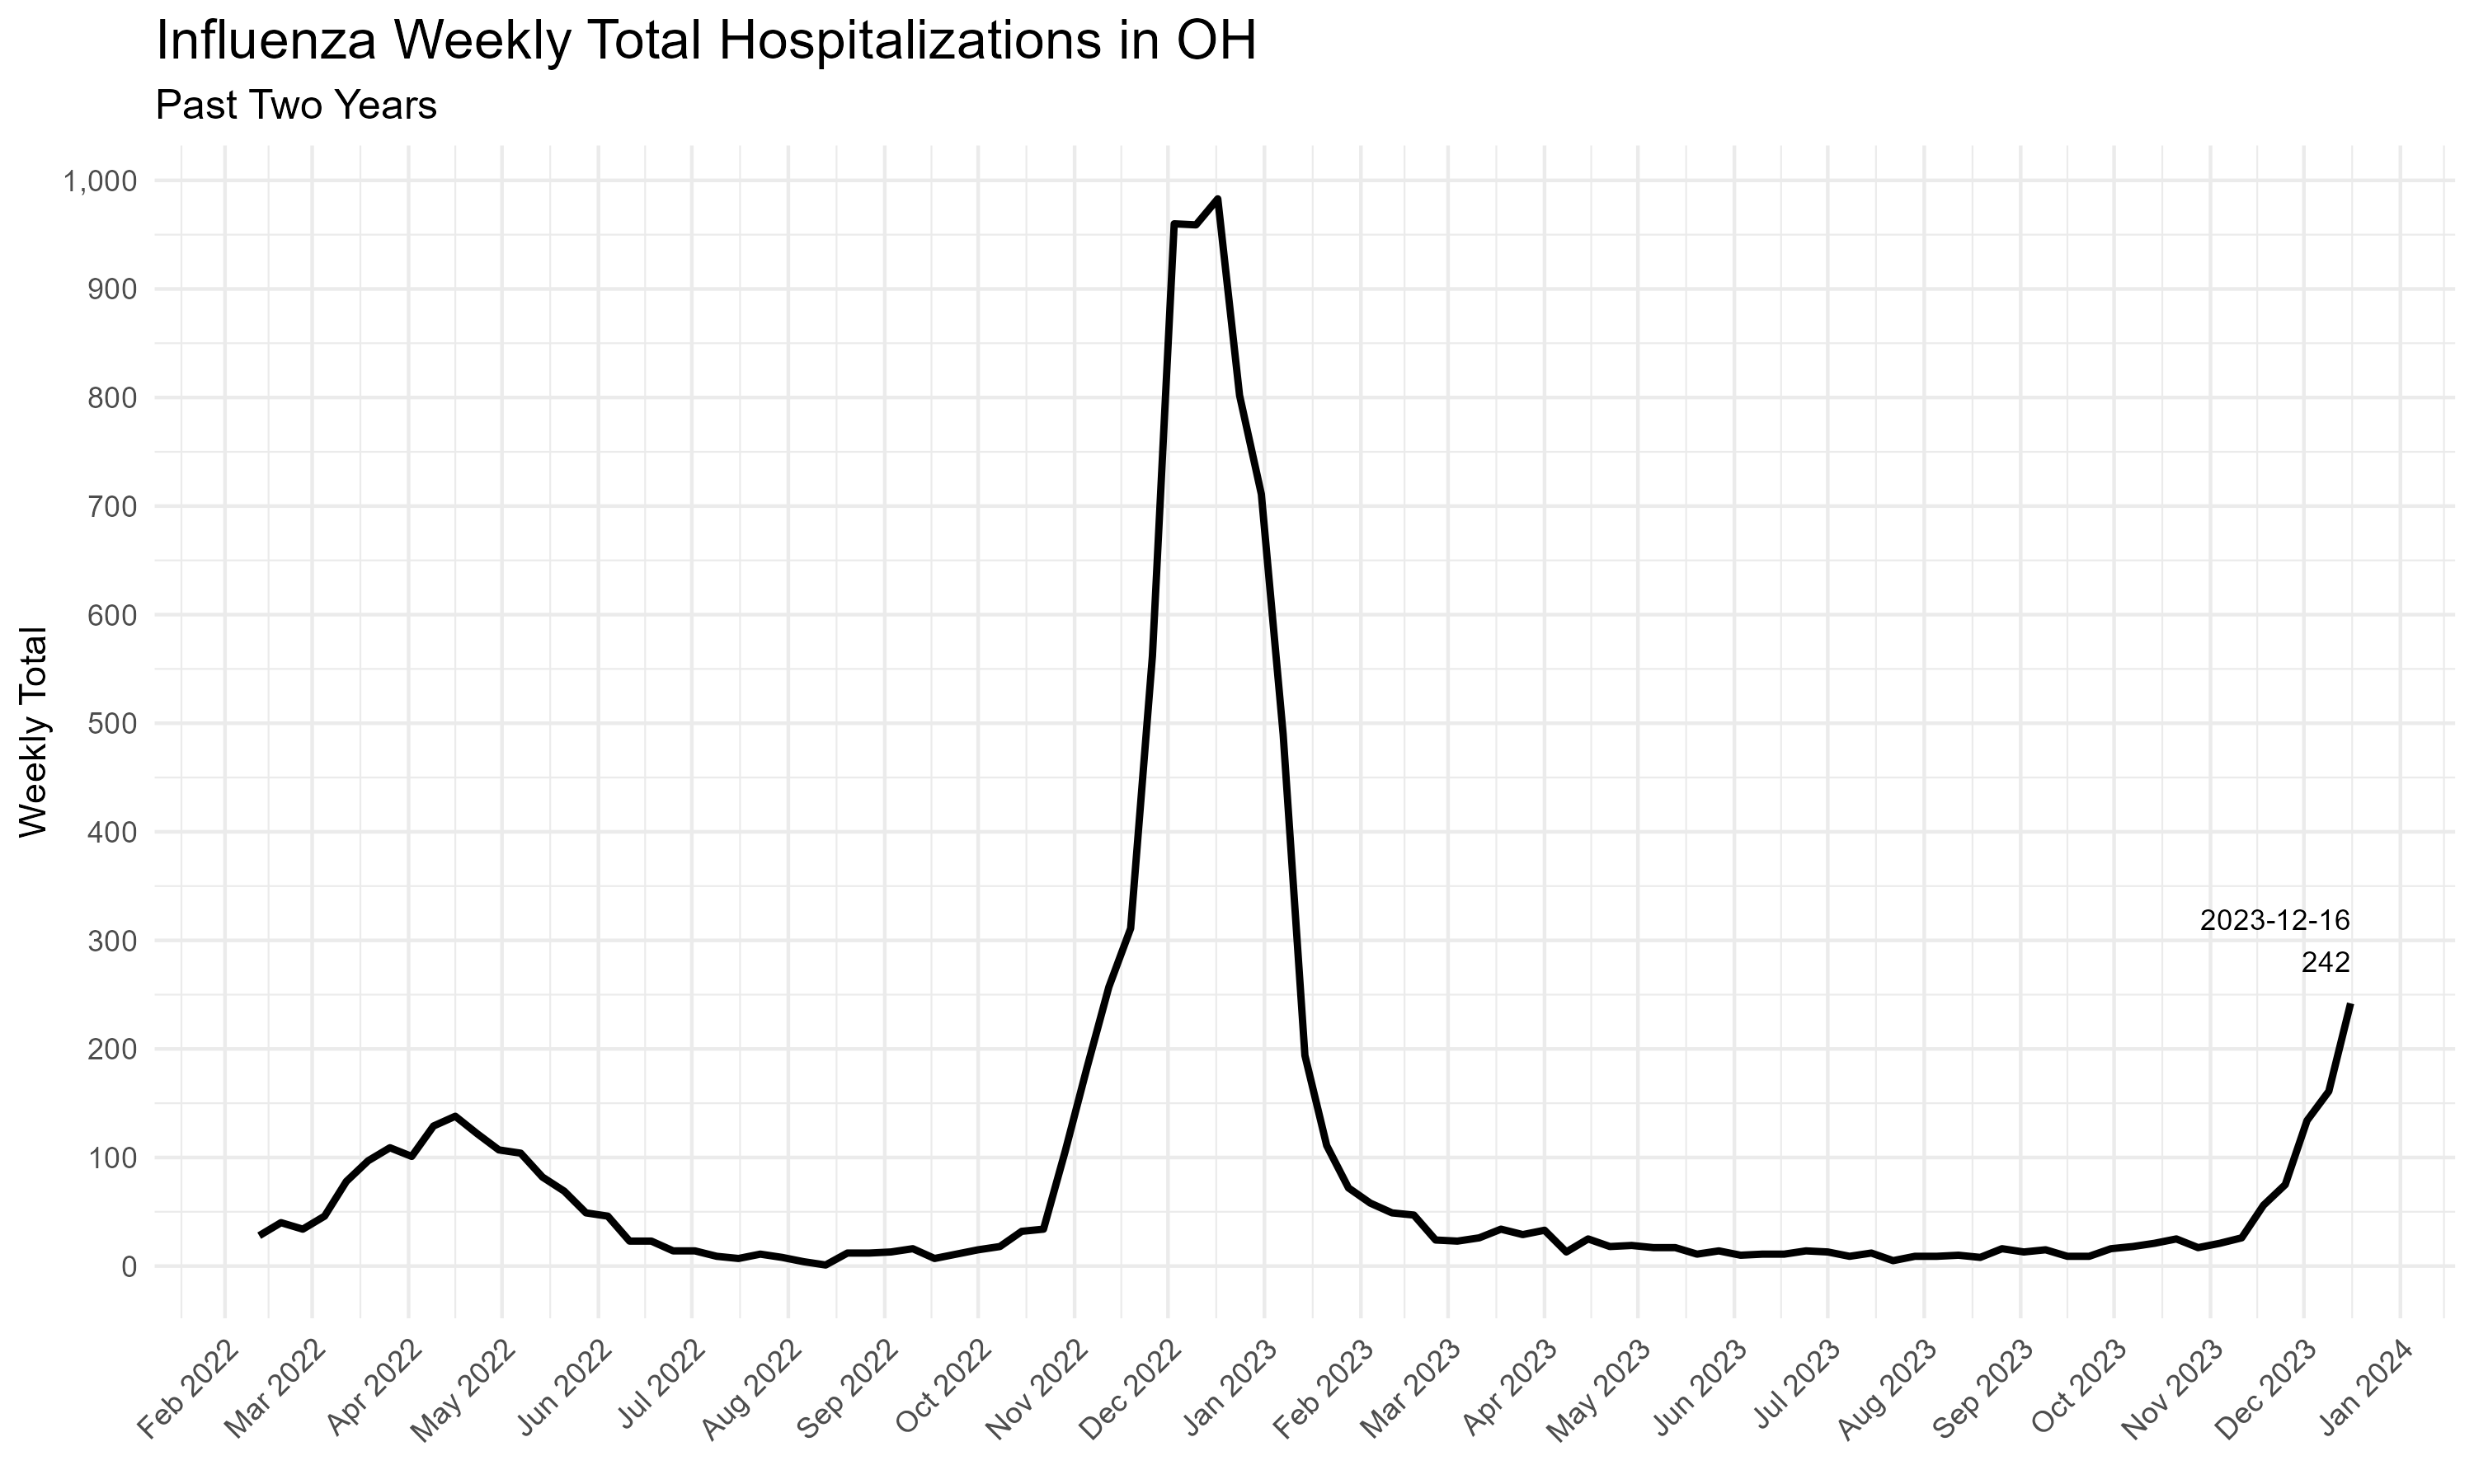 Influenza Weekly Total Hospitalizations in OH
Past Two Years
Weekly Total
1,000
900
800
700
600
500
400
300
200
100
0
2023-12-16
242
Feb 2022
Mar 2022
Apr 2022
May 2022
Jun 2022
Jul 2022
Aug 2022
Sep 2022
Oct 2022
Nov 2022
Dec 2022
Jan 2023
Feb 2023
Mar 2023
Apr 2023
May 2023
Jun 2023
Jul 2023
Aug 2023
Sep 2023
Oct 2023
Nov 2023
Dec 2023
Jan 2024